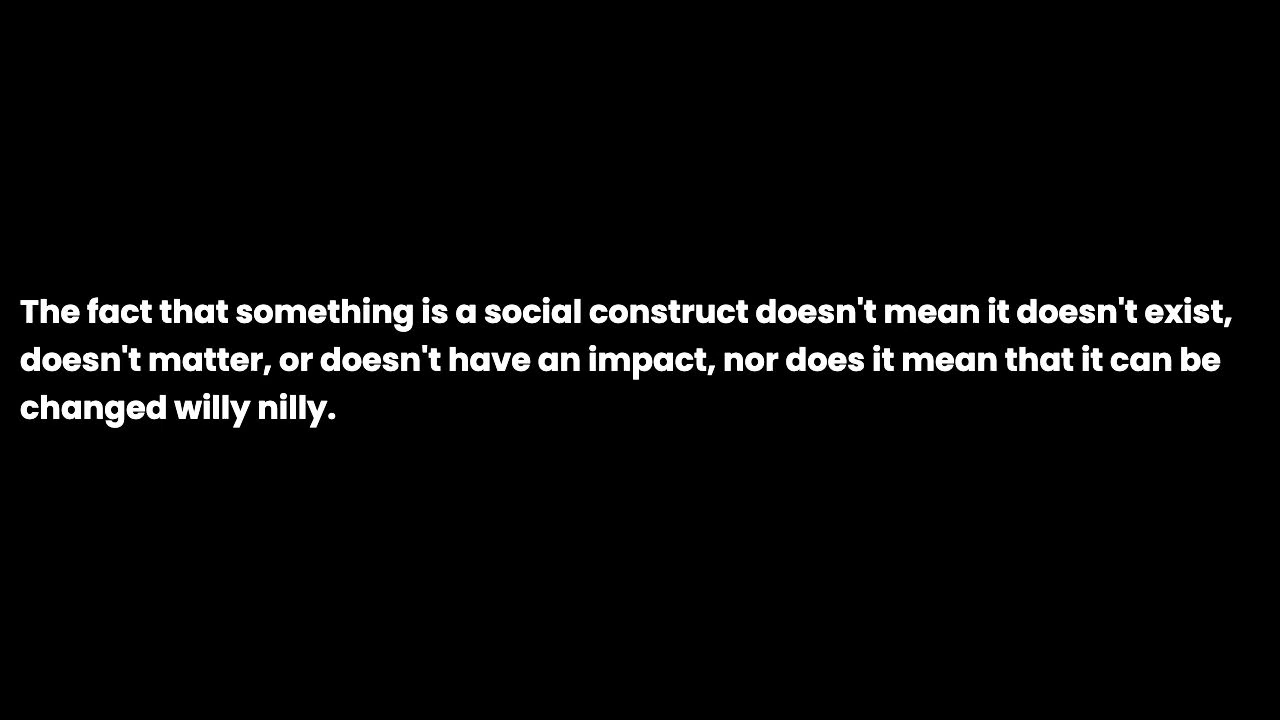 The fact that something is a social construct doesn't mean it doesn't exist,
doesn't matter, or doesn't have an impact, nor does it mean that it can be
changed willy nilly.